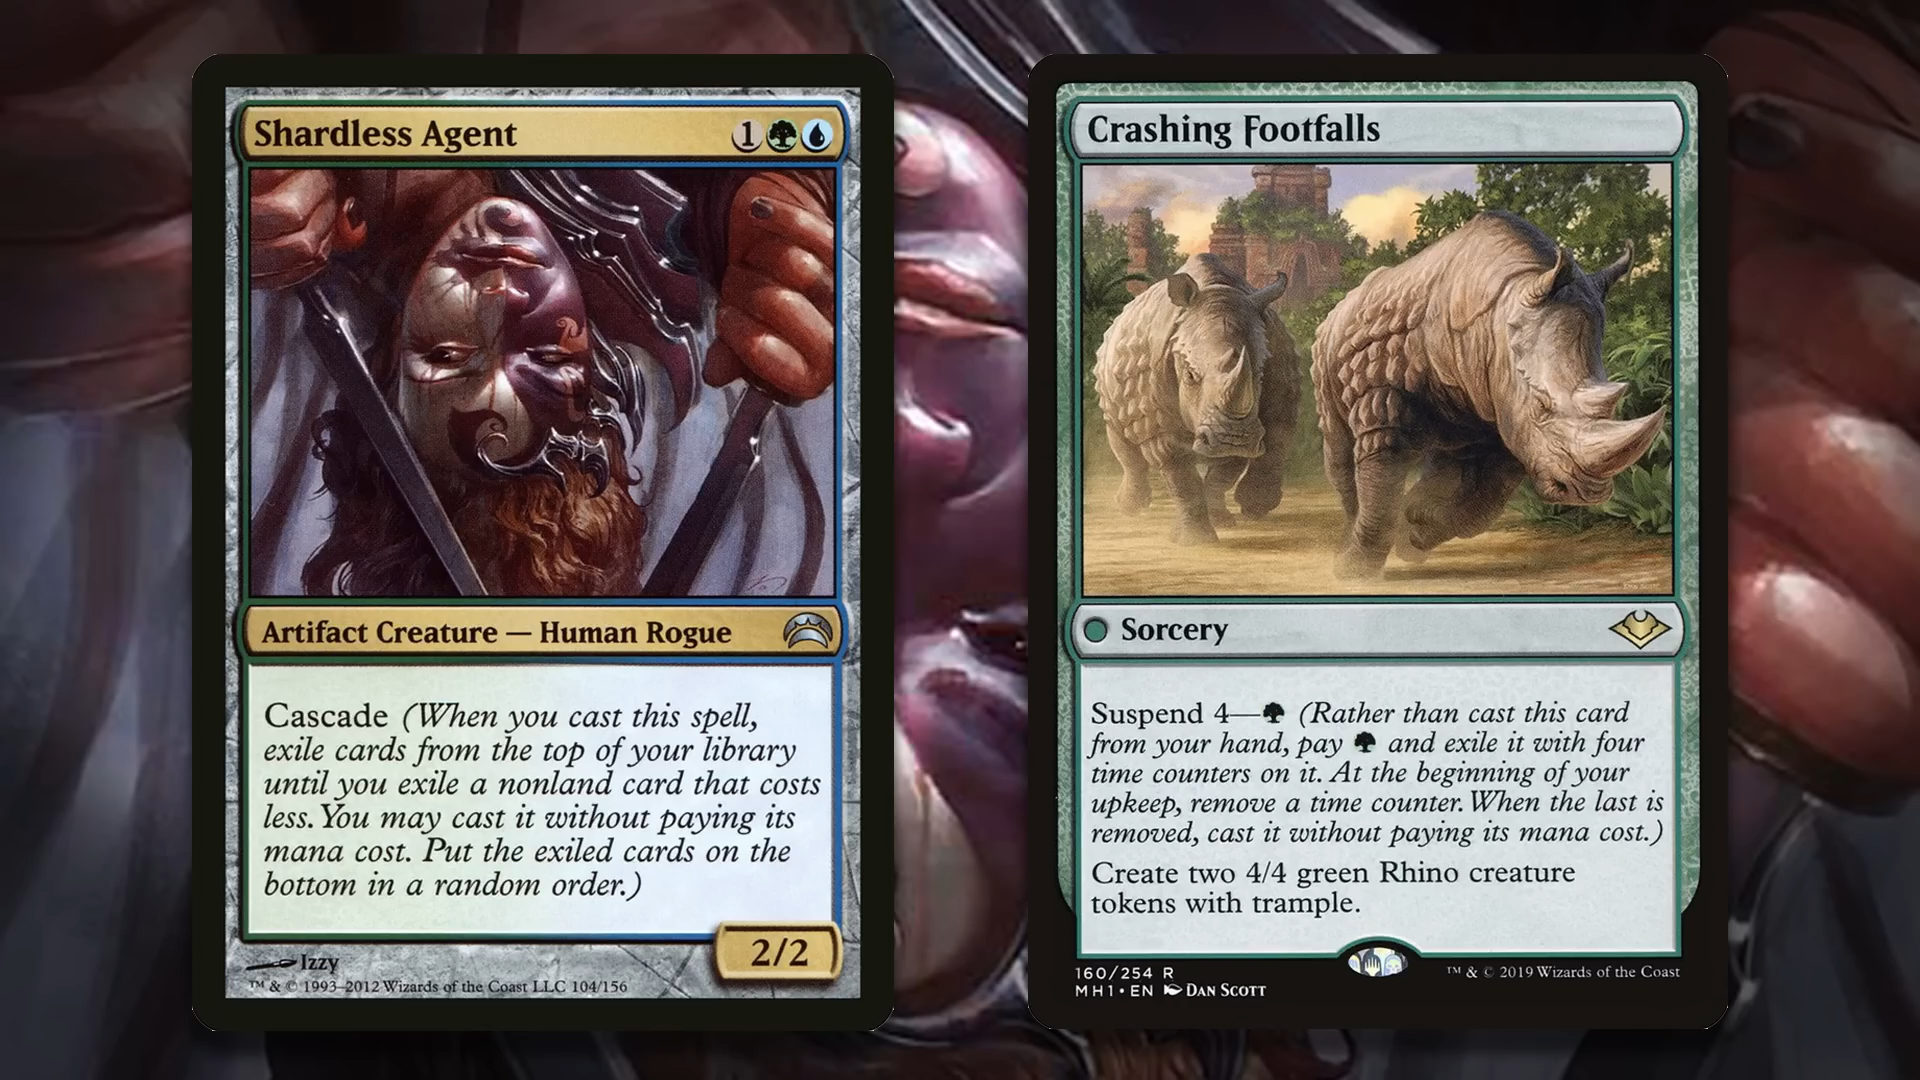 Shardless Agent
1
Artifact Creature — Human Rogue
Cascade (When you cast this spell,
exile cards from the top of your library
until you exile a nonland card that costs
less. You may cast it without paying its
mana cost. Put the exiled cards on the
bottom in a random order.)
2/2
Izzy
™ & © 1993–2012 Wizards of the Coast LLC 104/156
Crashing Footfalls
Sorcery
Suspend 4— (Rather than cast this card
from your hand, pay and exile it with four
time counters on it. At the beginning of your
upkeep, remove a time counter. When the last is
removed, cast it without paying its mana cost.)
Create two 4/4 green Rhino creature
tokens with trample.
160/254 R
MH1 • EN Dan Scott
™ & © 2019 Wizards of the Coast